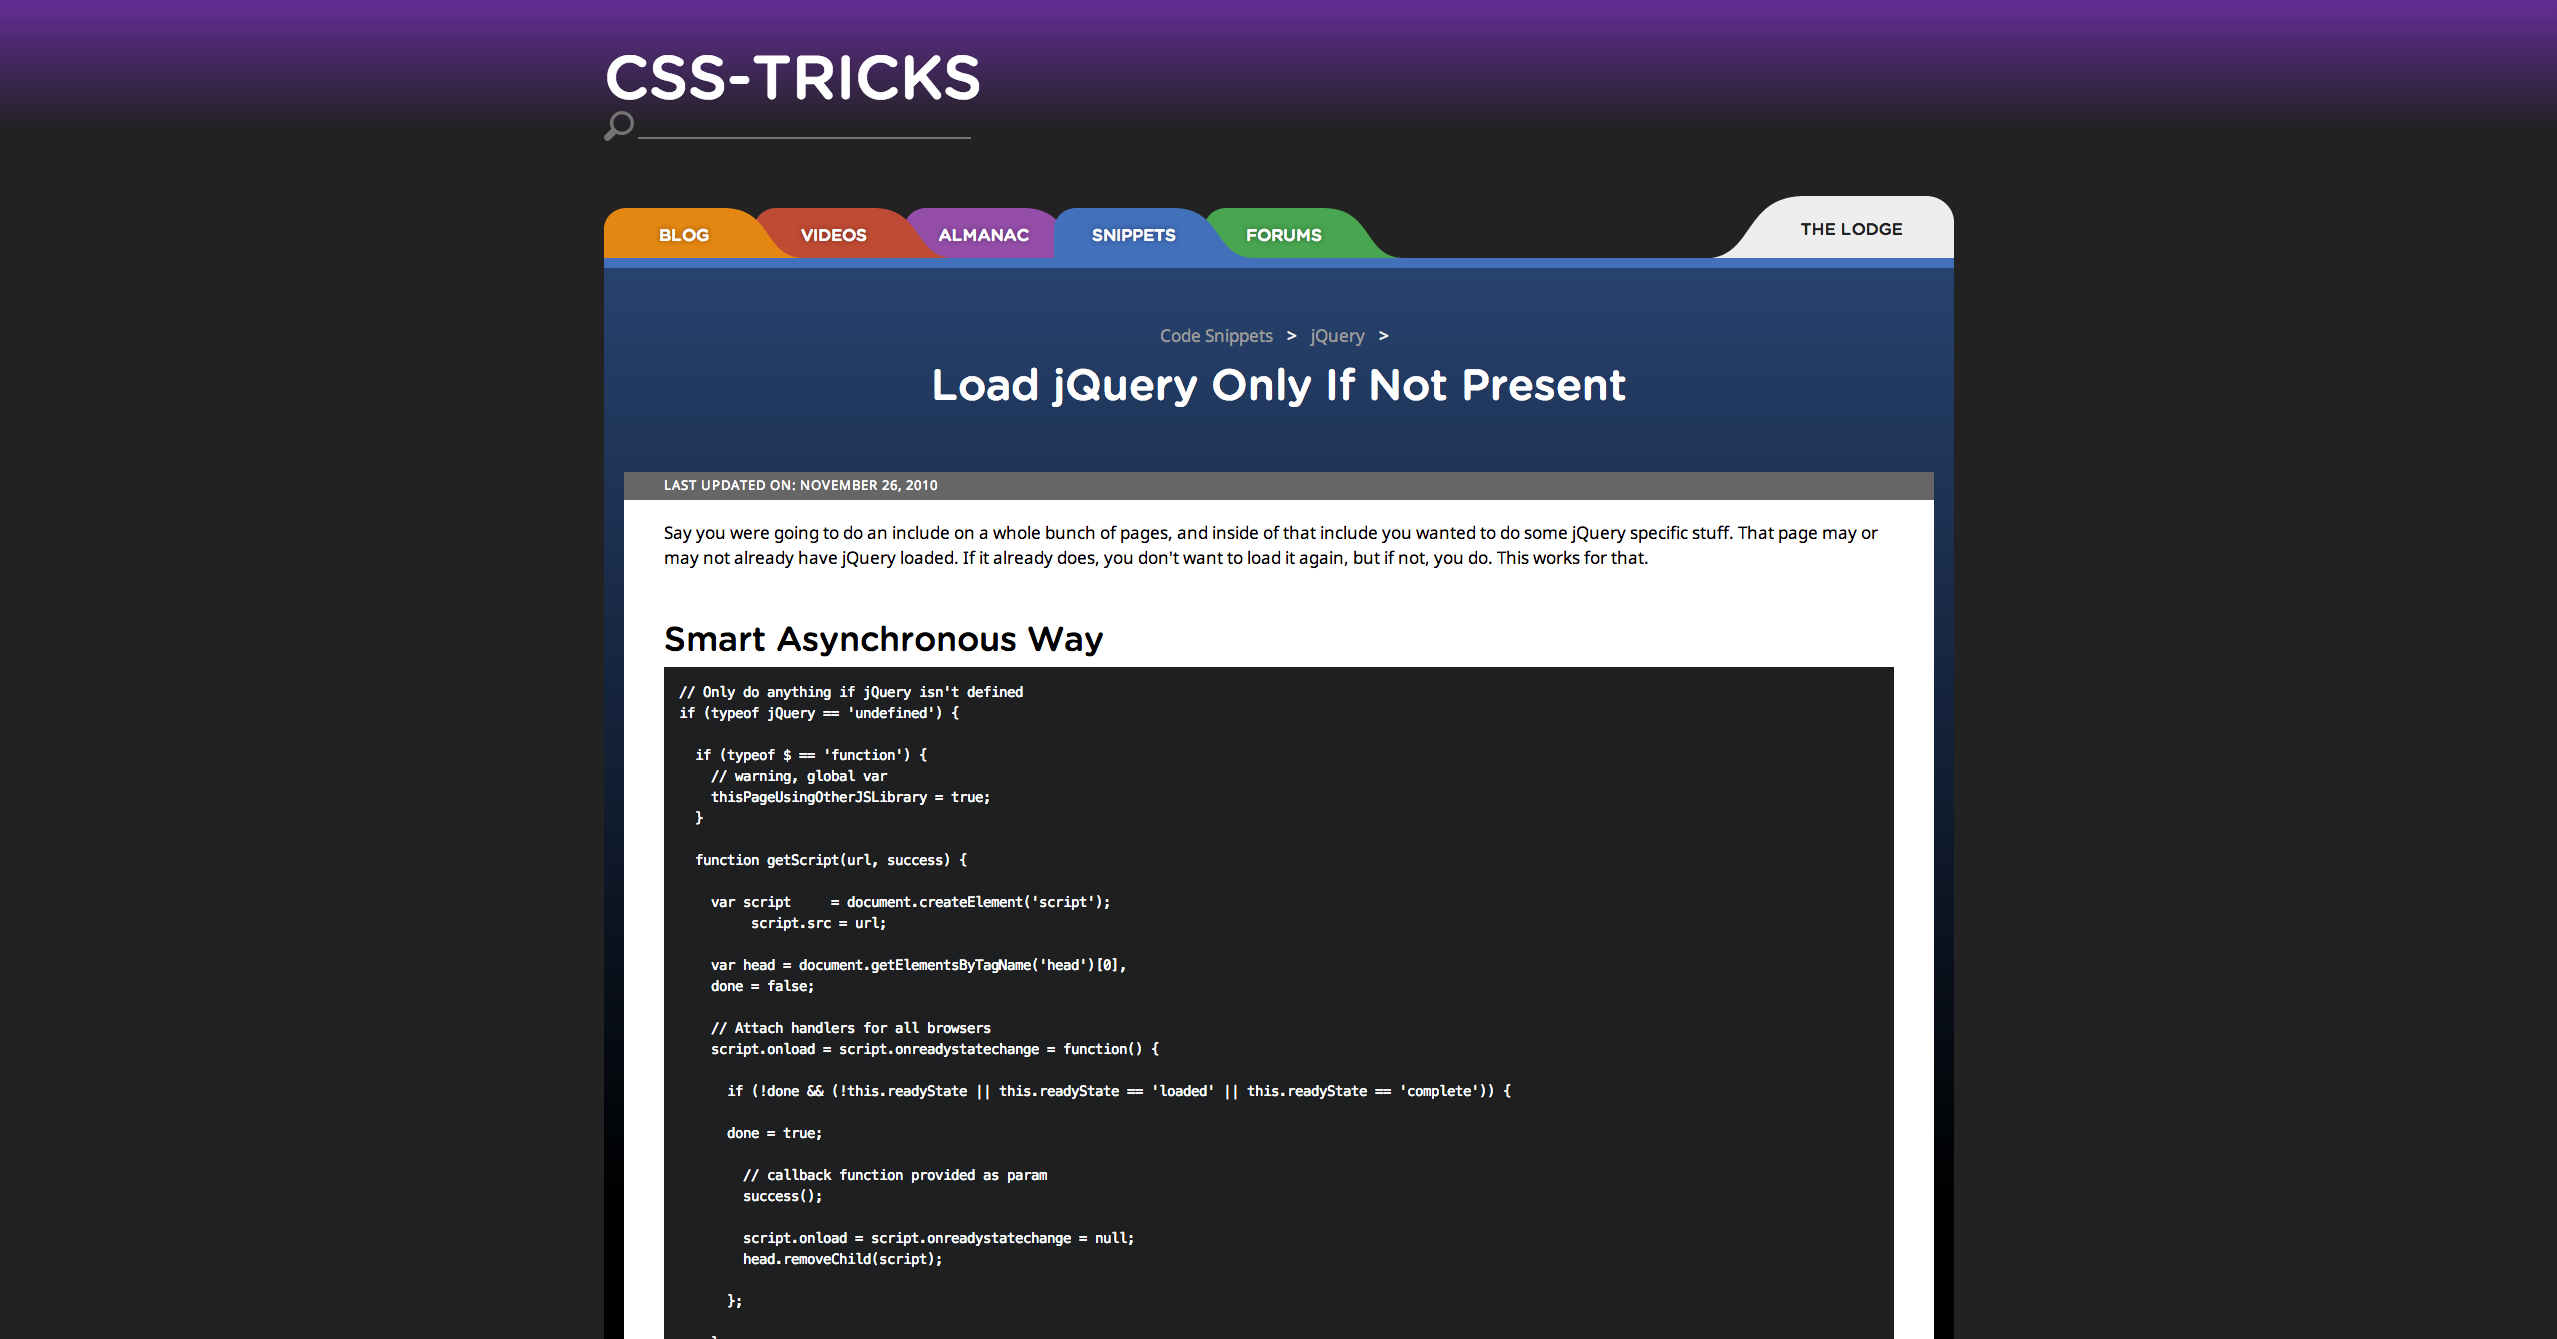 CSS-TRICKS
BLOG VIDEOS ALMANAC SNIPPETS FORUMS THE LODGE
Code Snippets > jQuery >
Load jQuery Only If Not Present
LAST UPDATED ON: NOVEMBER 26, 2010
Say you were going to do an include on a whole bunch of pages, and inside of that include you wanted to do some jQuery specific stuff. That page may or
may not already have jQuery loaded. If it already does, you don't want to load it again, but if not, you do. This works for that.
Smart Asynchronous Way
// Only do anything if jQuery isn't defined
if (typeof jQuery == 'undefined') {
if (typeof $ == 'function') {
// warning, global var
thisPageUsingOtherJSLibrary = true;
}
function getScript(url, success) {
var script     = document.createElement('script');
script.src = url;
var head = document.getElementsByTagName('head')[0],
done = false;
// Attach handlers for all browsers
script.onload = script.onreadystatechange = function() {
if (!done && (!this.readyState || this.readyState == 'loaded' || this.readyState == 'complete')) {
done = true;
// callback function provided as param
success();
script.onload = script.onreadystatechange = null;
head.removeChild(script);
};